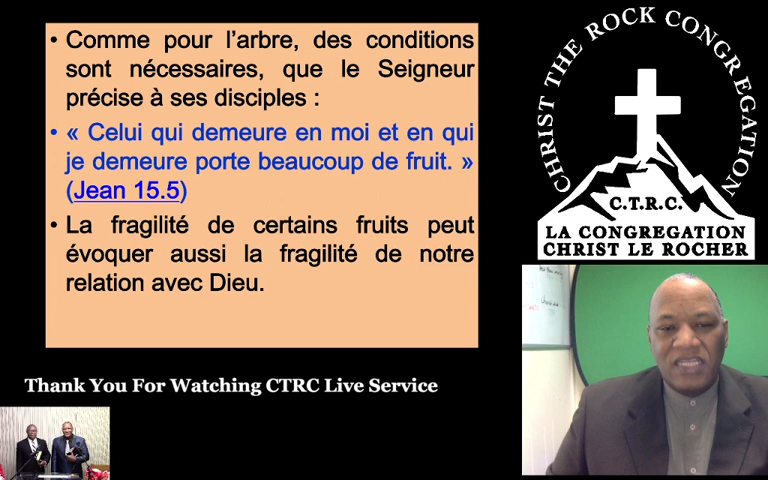 • Comme pour l’arbre, des conditions
sont nécessaires, que le Seigneur
précise à ses disciples :
• « Celui qui demeure en moi et en qui
je demeure porte beaucoup de fruit. »
(Jean 15.5)
• La fragilité de certains fruits peut
évoquer aussi la fragilité de notre
relation avec Dieu.
CHRIST THE ROCK CONGREGATION
C.T.R.C.
LA CONGREGATION
CHRIST LE ROCHER
Thank You For Watching CTRC Live Service